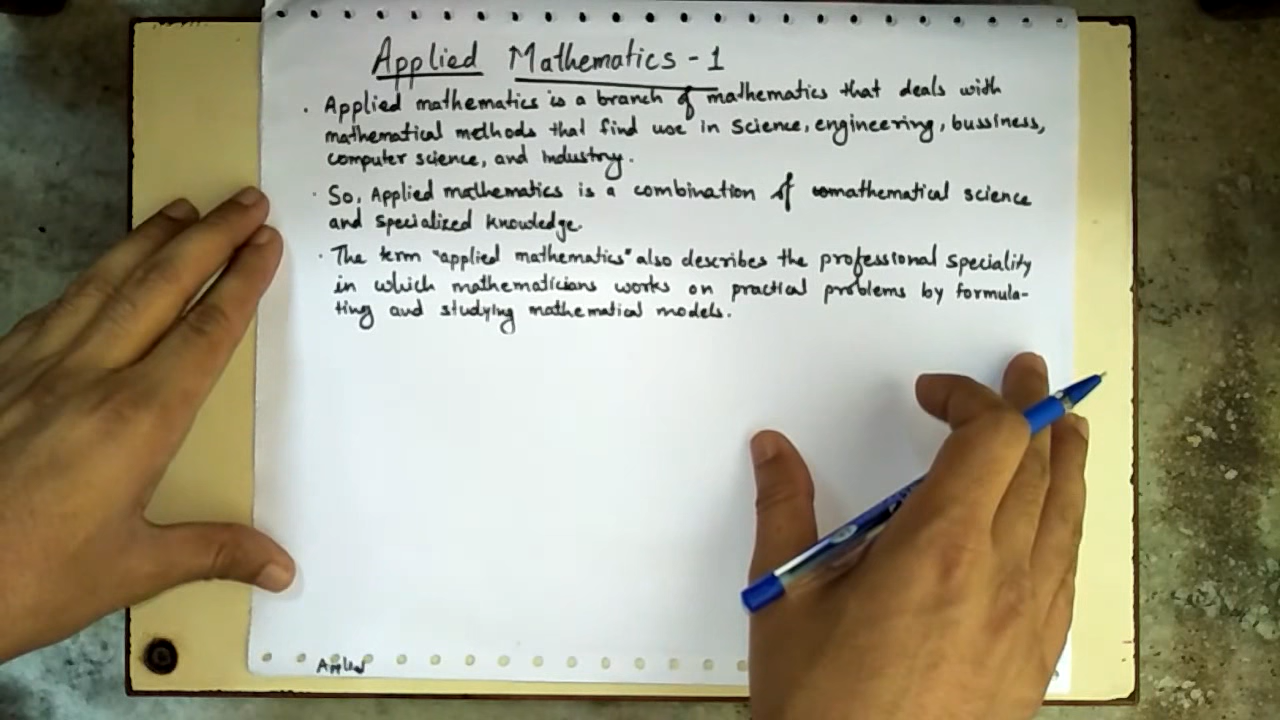 Applied Mathematics - 1
. Applied mathematics is a branch of mathematics that deals with
mathematical methods that find use in Science, engineering, bussiness,
computer science, and industry.
. So, Applied mathematics is a combination of mathematical science
and specialized knowledge.
. The term "applied mathematics" also describes the professional speciality
in which mathematicians works on practical problems by formula-
ting and studying mathematical models.
Applied